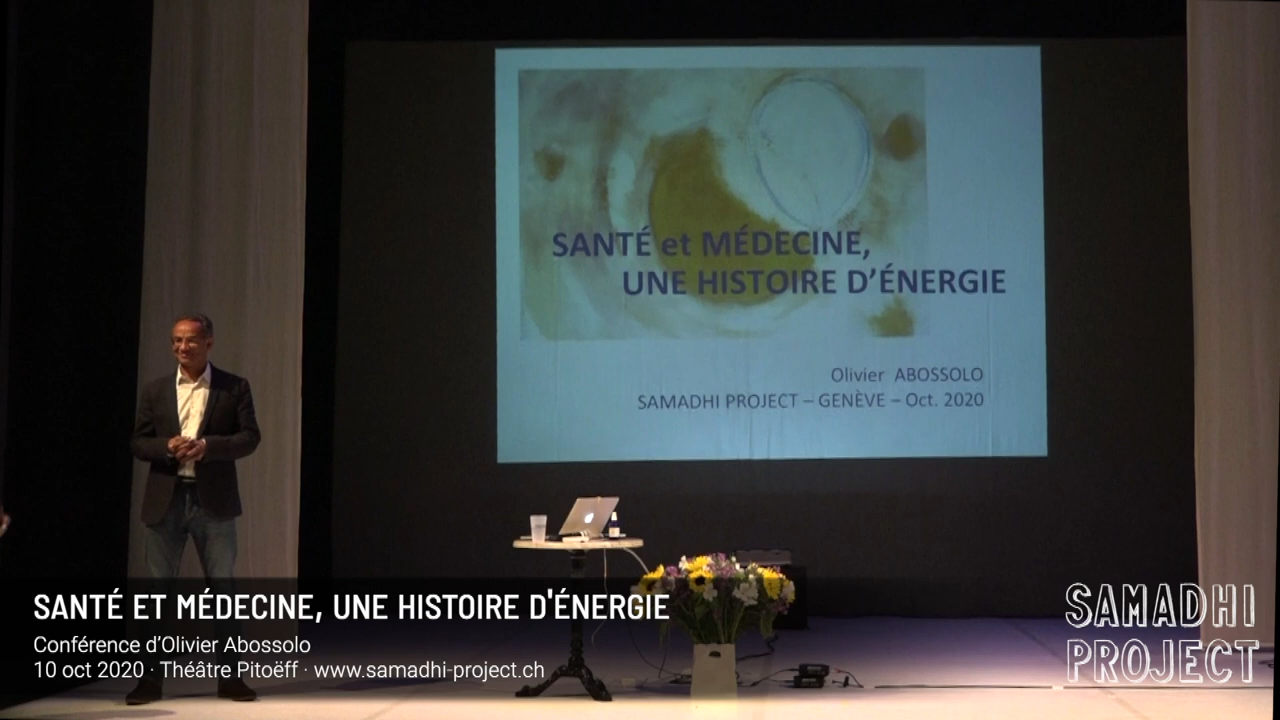 SANTÉ et MÉDECINE,
UNE HISTOIRE D’ÉNERGIE
Olivier ABOSSOLO
SAMADHI PROJECT – GENÈVE – Oct. 2020
SANTÉ ET MÉDECINE, UNE HISTOIRE D'ÉNERGIE
Conférence d’Olivier Abossolo
10 oct 2020 · Théâtre Pitoëff · www.samadhi-project.ch
SAMADHI
PROJECT